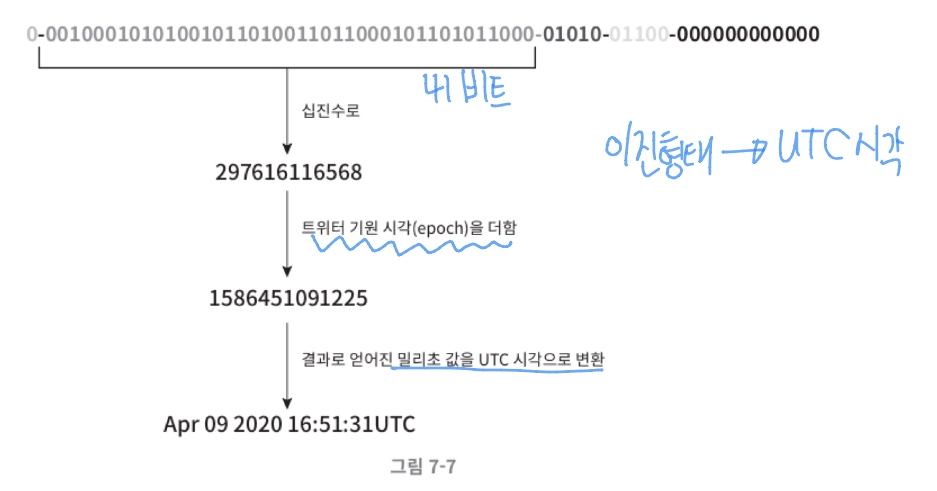 0-00100010101001011010011011000101101011000-01010-01100-000000000000
41 비트
십진수로
이진형태 → UTC 시각
297616116568
트위터 기원 시각(epoch)을 더함
1586451091225
결과로 얻어진 밀리초 값을 UTC 시각으로 변환
Apr 09 2020 16:51:31UTC
그림 7-7